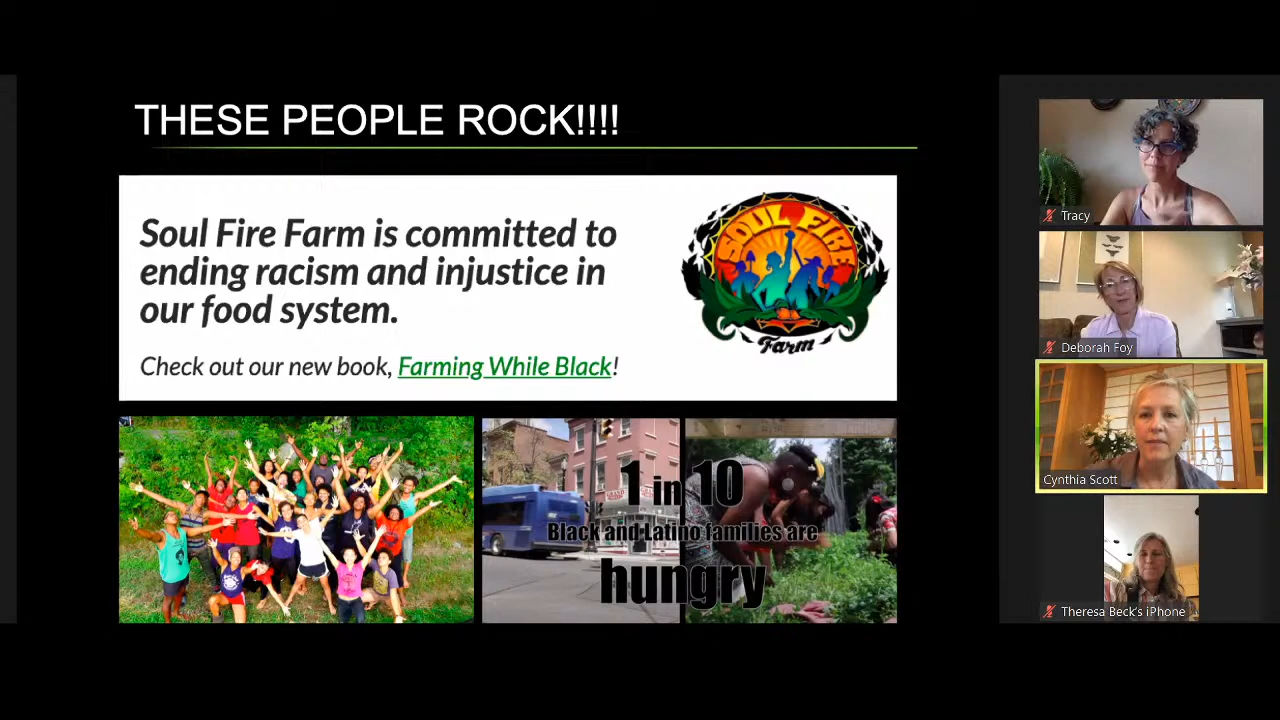 THESE PEOPLE ROCK!!!!
Soul Fire Farm is committed to
ending racism and injustice in
our food system.
Check out our new book, Farming While Black!
SOUL FIRE
Farm
1 in 10
Black and Latino families are
hungry
Tracy
Deborah Foy
Cynthia Scott
Theresa Beck's iPhone